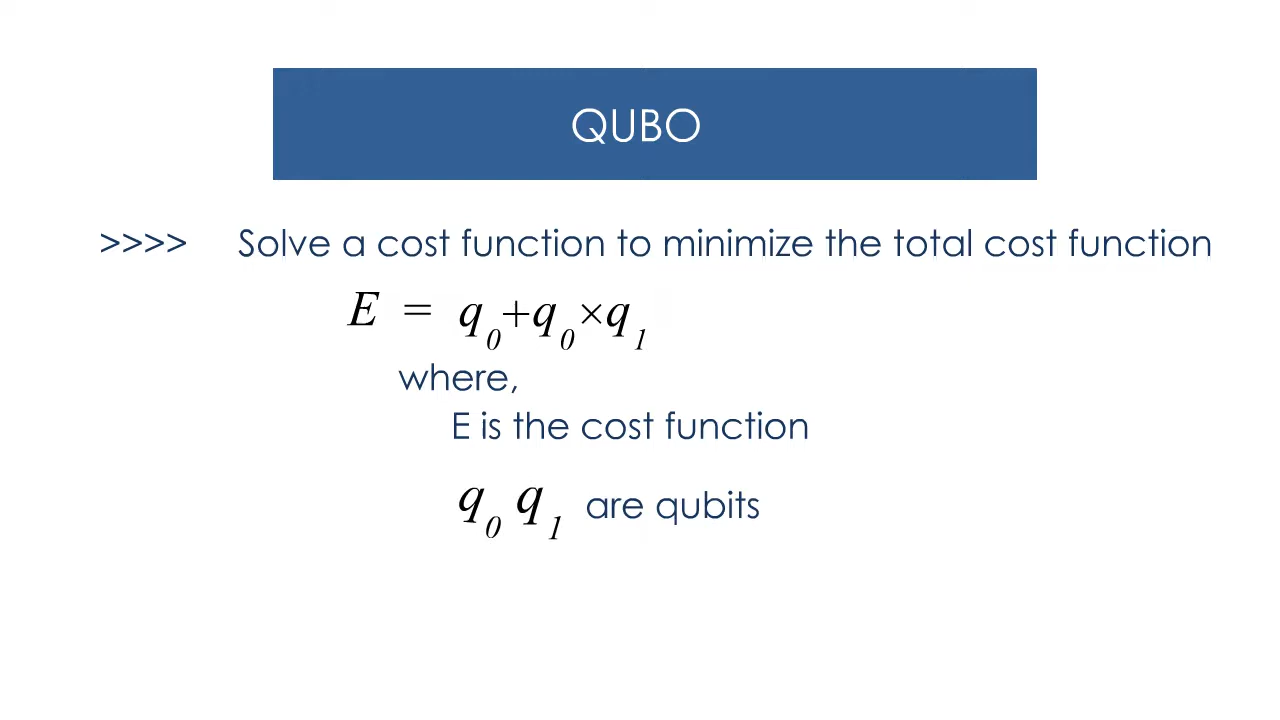 QUBO
>>>> Solve a cost function to minimize the total cost function
E = q₀+q₀×q₁
where,
E is the cost function
q₀ q₁ are qubits